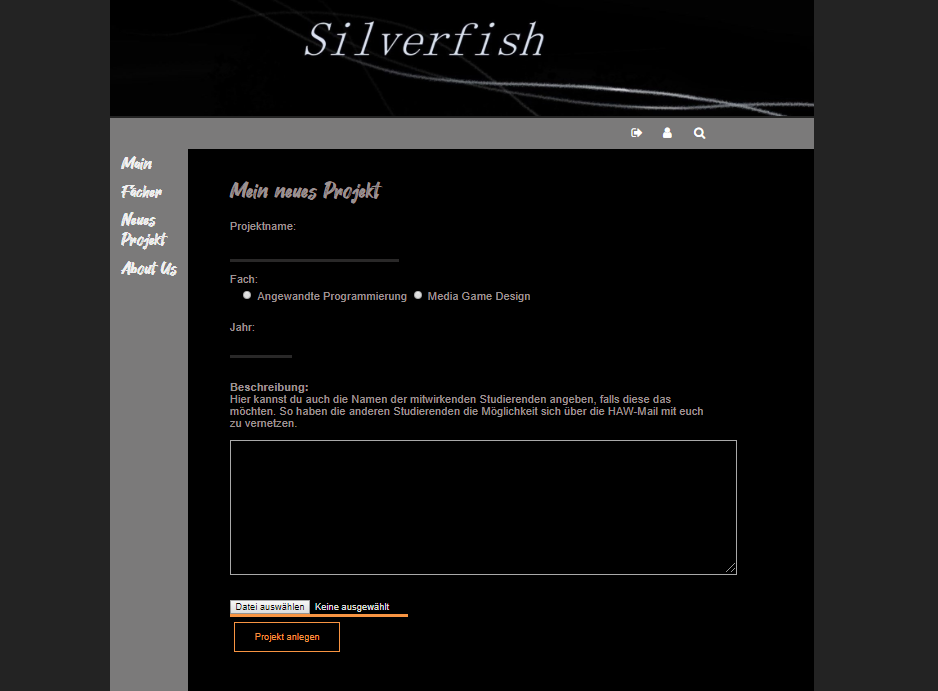 Silverfish
Main
Fächer
Neues
Projekt
About Us
Mein neues Projekt
Projektname:
Fach:
Angewandte Programmierung Media Game Design
Jahr:
Beschreibung:
Hier kannst du auch die Namen der mitwirkenden Studierenden angeben, falls diese das
möchten. So haben die anderen Studierenden die Möglichkeit sich über die HAW-Mail mit euch
zu vernetzen.
Datei auswählen Keine ausgewählt
Projekt anlegen